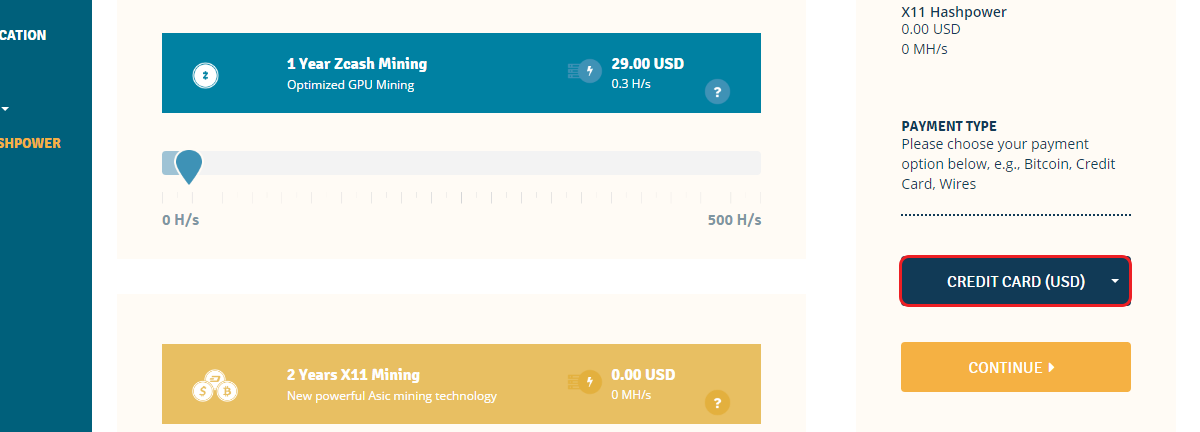 CATION
SHPOWER
1 Year Zcash Mining
Optimized GPU Mining
29.00 USD
0.3 H/s
?
0 H/s
500 H/s
2 Years X11 Mining
New powerful Asic mining technology
0.00 USD
0 MH/s
?
X11 Hashpower
0.00 USD
0 MH/s
PAYMENT TYPE
Please choose your payment
option below, e.g., Bitcoin, Credit
Card, Wires
CREDIT CARD (USD)
CONTINUE